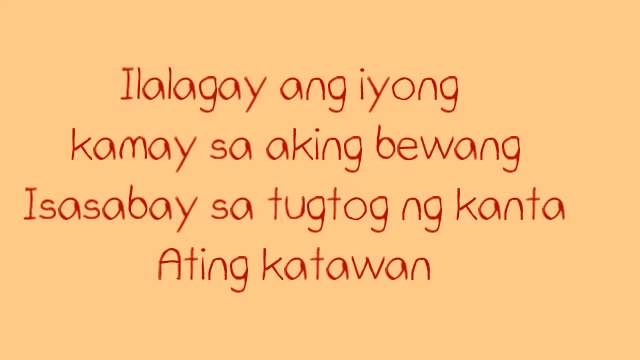 Ilalagay ang iyong
kamay sa aking bewang
Isasabay sa tugtog ng kanta
Ating katawan